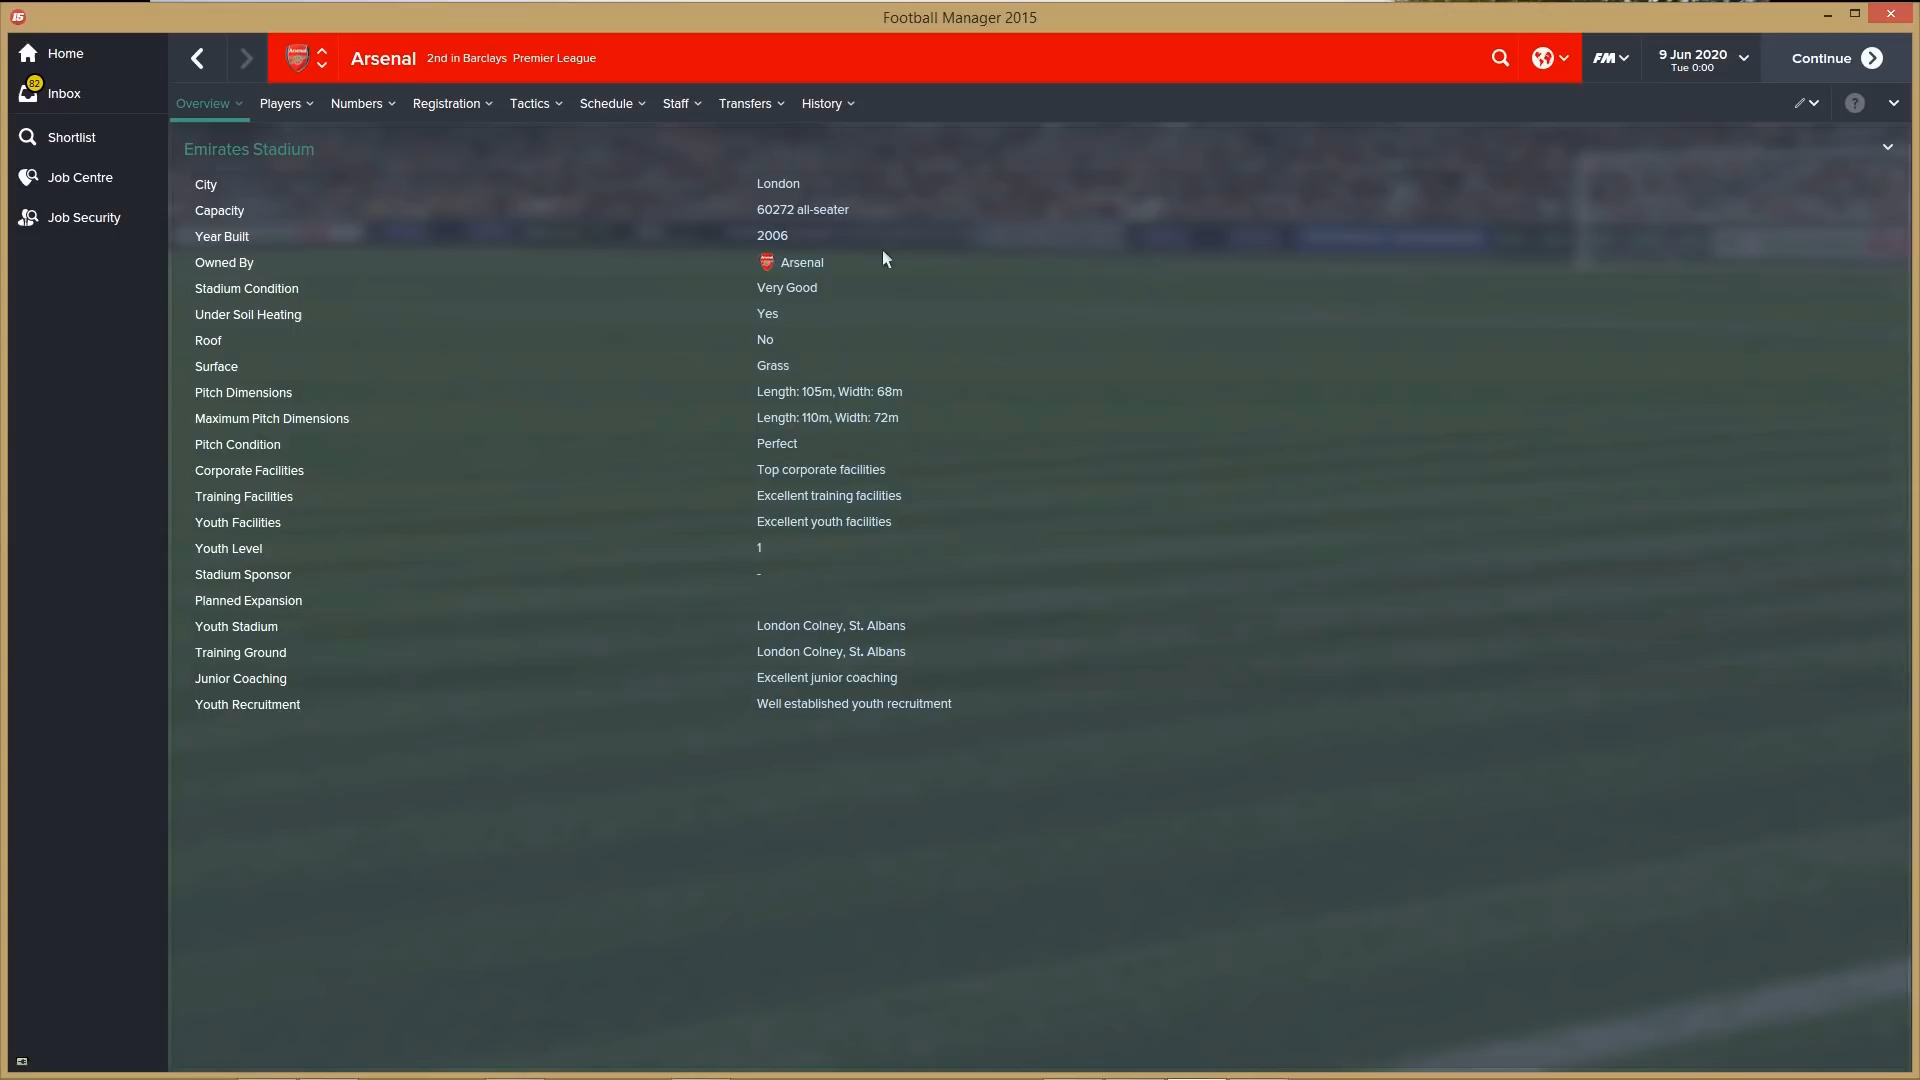 Football Manager 2015
Home
82
Inbox
Shortlist
Job Centre
Job Security
Arsenal 2nd in Barclays Premier League
FM
9 Jun 2020
Tue 0:00
Continue
Overview Players Numbers Registration Tactics Schedule Staff Transfers History
?
Emirates Stadium
City London
Capacity 60272 all-seater
Year Built 2006
Owned By Arsenal
Stadium Condition Very Good
Under Soil Heating Yes
Roof No
Surface Grass
Pitch Dimensions Length: 105m, Width: 68m
Maximum Pitch Dimensions Length: 110m, Width: 72m
Pitch Condition Perfect
Corporate Facilities Top corporate facilities
Training Facilities Excellent training facilities
Youth Facilities Excellent youth facilities
Youth Level 1
Stadium Sponsor -
Planned Expansion
Youth Stadium London Colney, St. Albans
Training Ground London Colney, St. Albans
Junior Coaching Excellent junior coaching
Youth Recruitment Well established youth recruitment